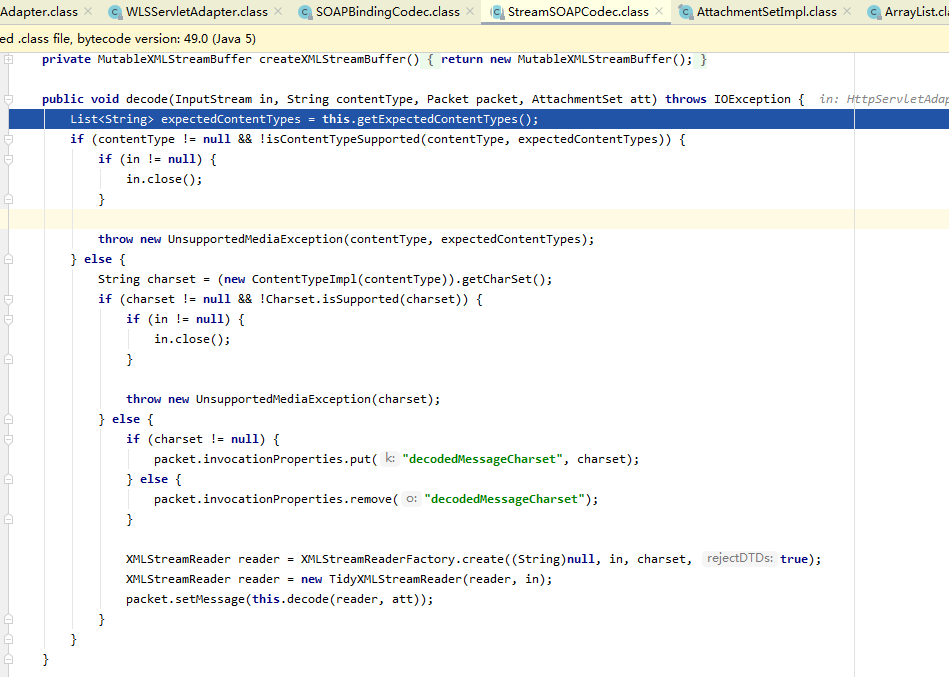 Adapter.class × WLSServletAdapter.class × SOAPBindingCodec.class × StreamSOAPCodec.class × AttachmentSetImpl.class × ArrayList.cl
ed .class file, bytecode version: 49.0 (Java 5)
private MutableXMLStreamBuffer createXMLStreamBuffer() { return new MutableXMLStreamBuffer(); }
public void decode(InputStream in, String contentType, Packet packet, AttachmentSet att) throws IOException { in: HttpServletAdap
List<String> expectedContentTypes = this.getExpectedContentTypes();
if (contentType != null && !isContentTypeSupported(contentType, expectedContentTypes)) {
if (in != null) {
in.close();
}
throw new UnsupportedMediaException(contentType, expectedContentTypes);
} else {
String charset = (new ContentTypeImpl(contentType)).getCharSet();
if (charset != null && !Charset.isSupported(charset)) {
if (in != null) {
in.close();
}
throw new UnsupportedMediaException(charset);
} else {
if (charset != null) {
packet.invocationProperties.put( k: "decodedMessageCharset", charset);
} else {
packet.invocationProperties.remove( o: "decodedMessageCharset");
}
XMLStreamReader reader = XMLStreamReaderFactory.create((String)null, in, charset, rejectDTDs: true);
XMLStreamReader reader = new TidyXMLStreamReader(reader, in);
packet.setMessage(this.decode(reader, att));
}
}
}